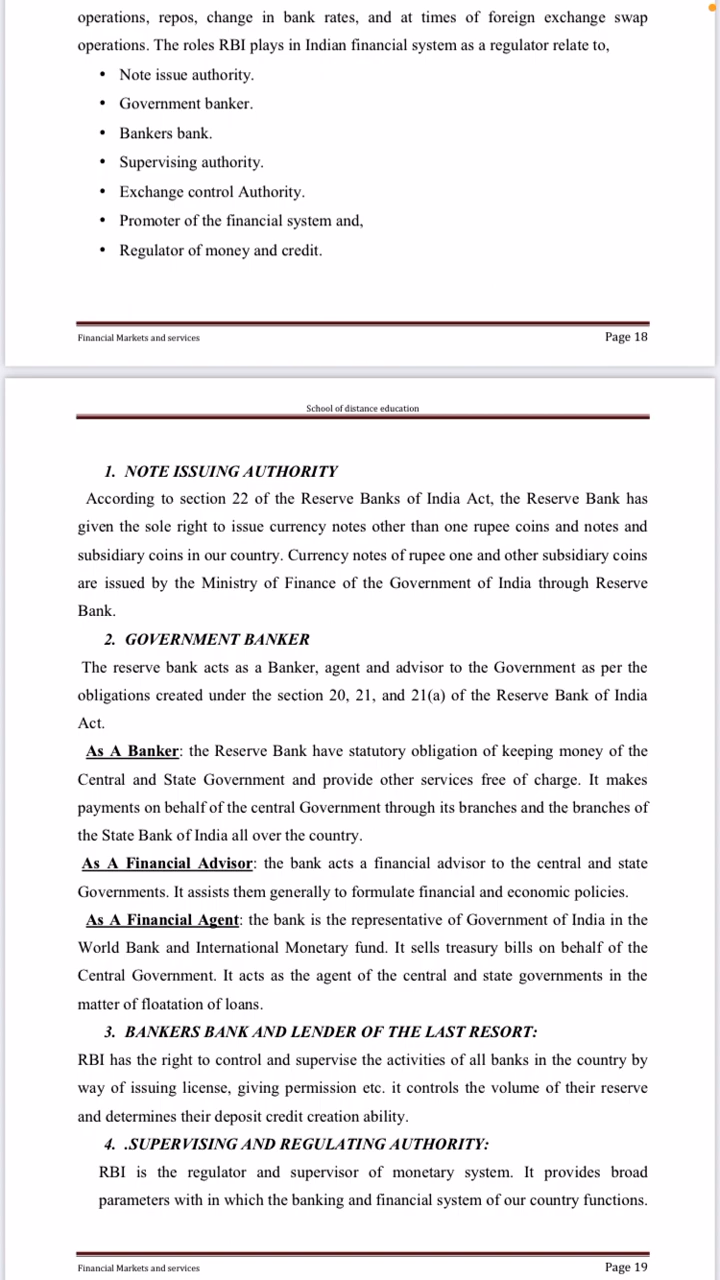 operations, repos, change in bank rates, and at times of foreign exchange swap
operations. The roles RBI plays in Indian financial system as a regulator relate to,
• Note issue authority.
• Government banker.
• Bankers bank.
• Supervising authority.
• Exchange control Authority.
• Promoter of the financial system and,
• Regulator of money and credit.
Financial Markets and services Page 18
School of distance education
1. NOTE ISSUING AUTHORITY
According to section 22 of the Reserve Banks of India Act, the Reserve Bank has
given the sole right to issue currency notes other than one rupee coins and notes and
subsidiary coins in our country. Currency notes of rupee one and other subsidiary coins
are issued by the Ministry of Finance of the Government of India through Reserve
Bank.
2. GOVERNMENT BANKER
The reserve bank acts as a Banker, agent and advisor to the Government as per the
obligations created under the section 20, 21, and 21(a) of the Reserve Bank of India
Act.
As A Banker: the Reserve Bank have statutory obligation of keeping money of the
Central and State Government and provide other services free of charge. It makes
payments on behalf of the central Government through its branches and the branches of
the State Bank of India all over the country.
As A Financial Advisor: the bank acts a financial advisor to the central and state
Governments. It assists them generally to formulate financial and economic policies.
As A Financial Agent: the bank is the representative of Government of India in the
World Bank and International Monetary fund. It sells treasury bills on behalf of the
Central Government. It acts as the agent of the central and state governments in the
matter of floatation of loans.
3. BANKERS BANK AND LENDER OF THE LAST RESORT:
RBI has the right to control and supervise the activities of all banks in the country by
way of issuing license, giving permission etc. it controls the volume of their reserve
and determines their deposit credit creation ability.
4. .SUPERVISING AND REGULATING AUTHORITY:
RBI is the regulator and supervisor of monetary system. It provides broad
parameters with in which the banking and financial system of our country functions.
Financial Markets and services Page 19